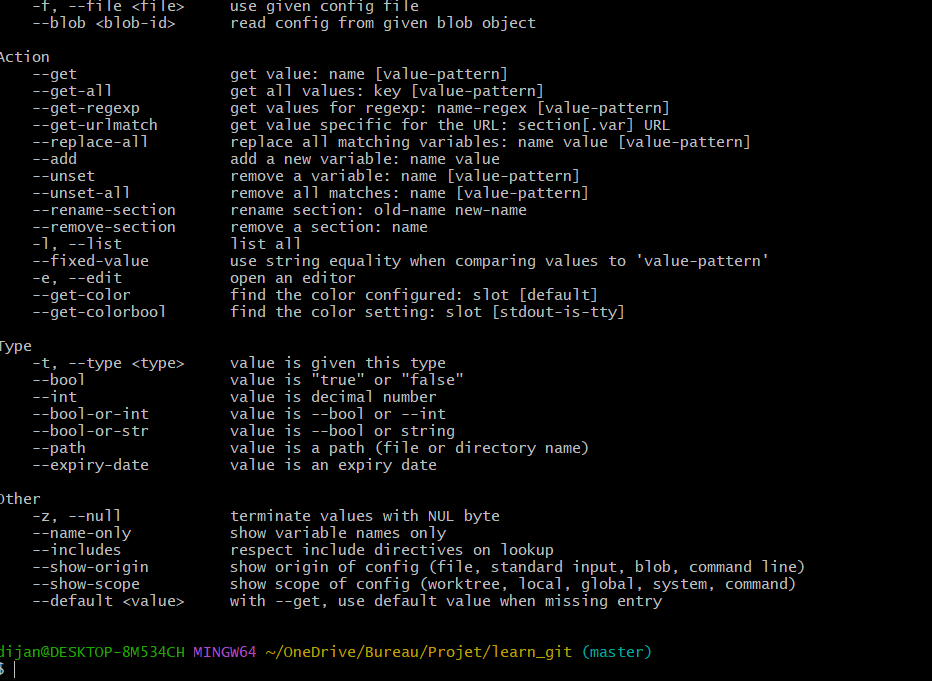 -f, --file <file> use given config file
--blob <blob-id> read config from given blob object
Action
--get get value: name [value-pattern]
--get-all get all values: key [value-pattern]
--get-regexp get values for regexp: name-regex [value-pattern]
--get-urlmatch get value specific for the URL: section[.var] URL
--replace-all replace all matching variables: name value [value-pattern]
--add add a new variable: name value
--unset remove a variable: name [value-pattern]
--unset-all remove all matches: name [value-pattern]
--rename-section rename section: old-name new-name
--remove-section remove a section: name
-l, --list list all
--fixed-value use string equality when comparing values to 'value-pattern'
-e, --edit open an editor
--get-color find the color configured: slot [default]
--get-colorbool find the color setting: slot [stdout-is-tty]
Type
-t, --type <type> value is given this type
--bool value is "true" or "false"
--int value is decimal number
--bool-or-int value is --bool or --int
--bool-or-str value is --bool or string
--path value is a path (file or directory name)
--expiry-date value is an expiry date
Other
-z, --null terminate values with NUL byte
--name-only show variable names only
--includes respect include directives on lookup
--show-origin show origin of config (file, standard input, blob, command line)
--show-scope show scope of config (worktree, local, global, system, command)
--default <value> with --get, use default value when missing entry
dijan@DESKTOP-8M534CH MINGW64 ~/OneDrive/Bureau/Projet/learn_git (master)
$